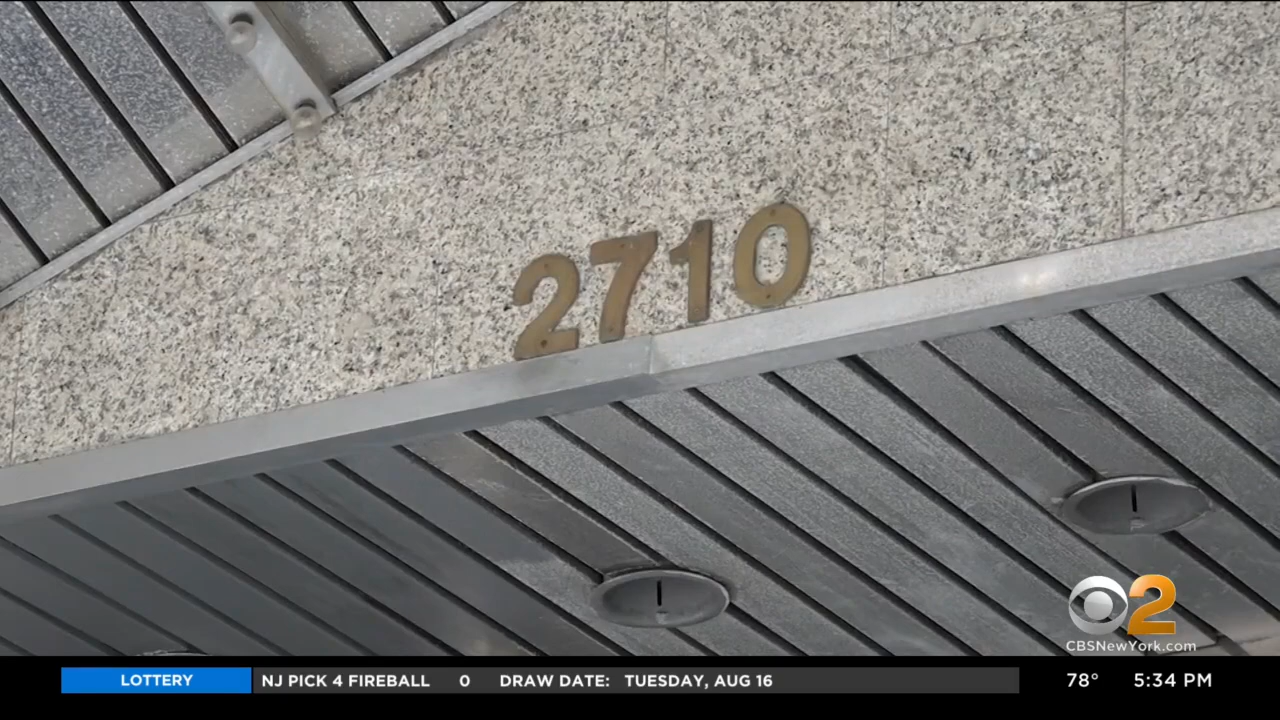 2710
2
CBSNewYork.com
LOTTERY NJ PICK 4 FIREBALL 0 DRAW DATE: TUESDAY, AUG 16 78° 5:34 PM